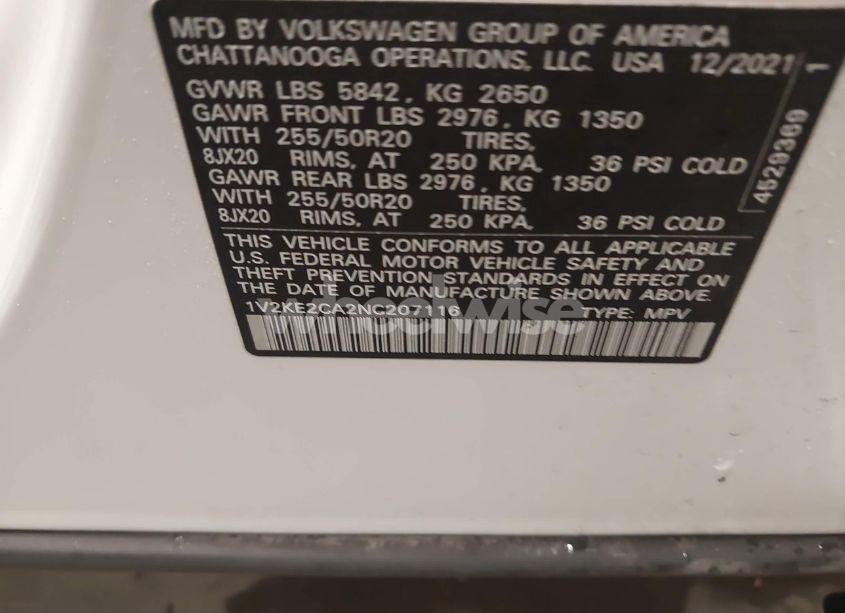 MFD BY VOLKSWAGEN GROUP OF AMERICA
CHATTANOOGA OPERATIONS, LLC. USA 12/2021
GVWR LBS 5842, KG 2650
GAWR FRONT LBS 2976, KG 1350
WITH 255/50R20 TIRES,
8JX20 RIMS, AT 250 KPA, 36 PSI COLD
GAWR REAR LBS 2976, KG 1350
WITH 255/50R20 TIRES,
8JX20 RIMS, AT 250 KPA, 36 PSI COLD
THIS VEHICLE CONFORMS TO ALL APPLICABLE
U.S. FEDERAL MOTOR VEHICLE SAFETY AND
THEFT PREVENTION STANDARDS IN EFFECT ON
THE DATE OF MANUFACTURE SHOWN ABOVE.
1V2KE2CA2NC207116 TYPE: MPV
4529369 1
wheelwise